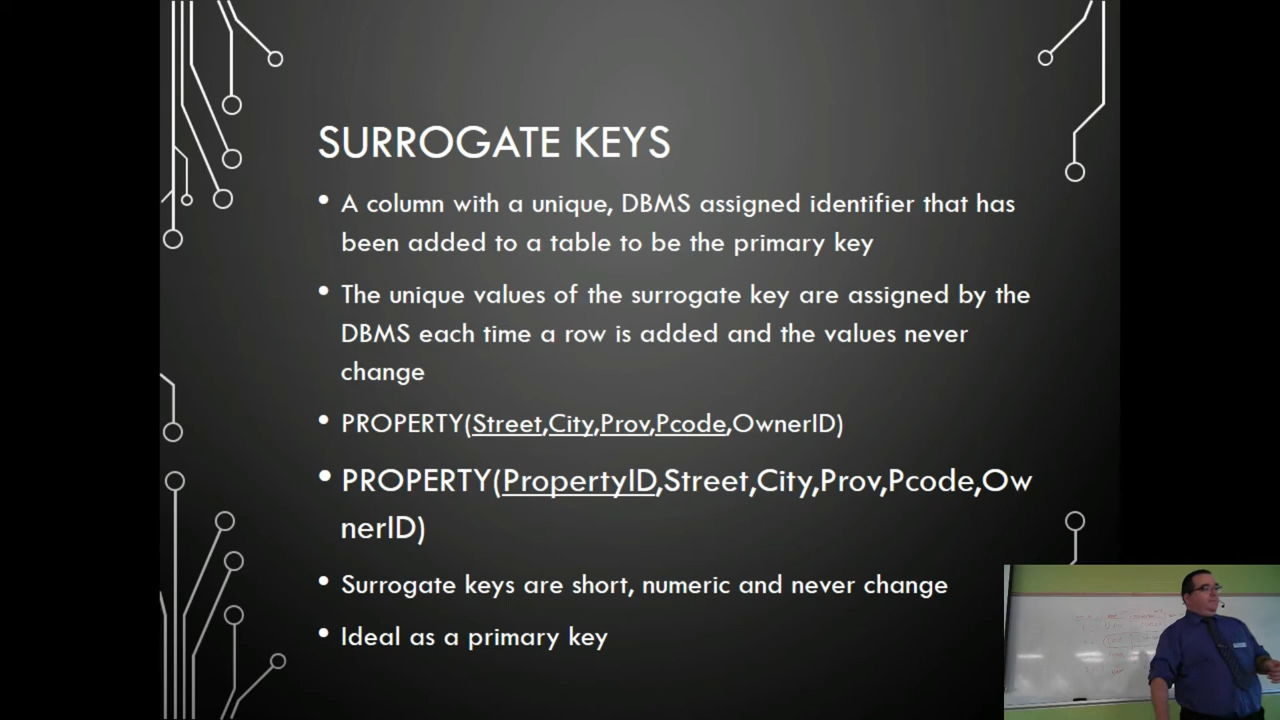 SURROGATE KEYS
• A column with a unique, DBMS assigned identifier that has
been added to a table to be the primary key
• The unique values of the surrogate key are assigned by the
DBMS each time a row is added and the values never
change
• PROPERTY(Street,City,Prov,Pcode,OwnerID)
• PROPERTY(PropertyID,Street,City,Prov,Pcode,Ow
nerID)
• Surrogate keys are short, numeric and never change
• Ideal as a primary key